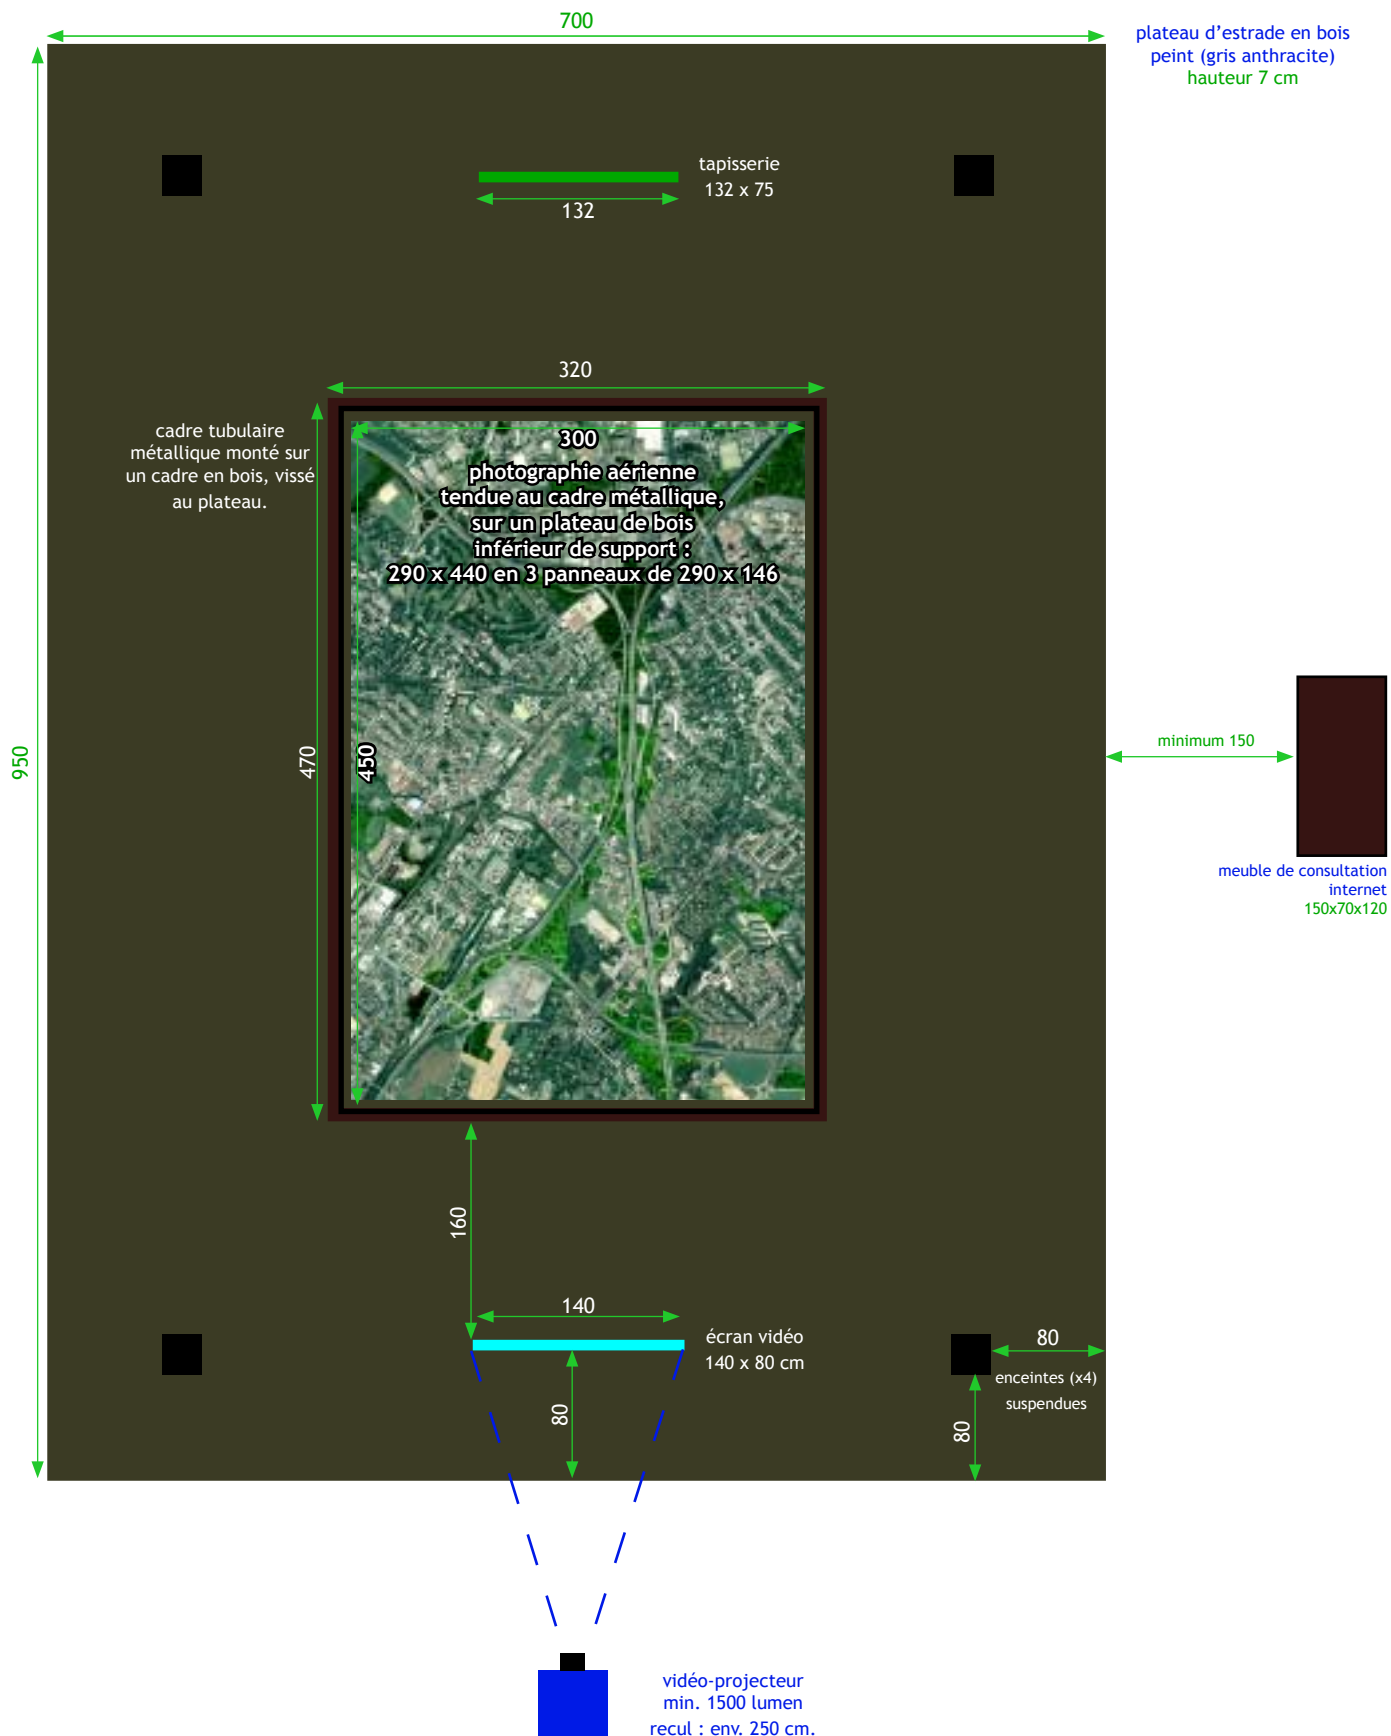 700
plateau d’estrade en bois
peint (gris anthracite)
hauteur 7 cm
tapisserie
132 x 75
132
320
cadre tubulaire
métallique monté sur
un cadre en bois, vissé
au plateau.
300
photographie aérienne
tendue au cadre métallique,
sur un plateau de bois
inférieur de support :
290 x 440 en 3 panneaux de 290 x 146
950
470
450
minimum 150
meuble de consultation
internet
150x70x120
160
140
écran vidéo
140 x 80 cm
80
80
enceintes (x4)
suspendues
80
vidéo-projecteur
min. 1500 lumen
recul : env. 250 cm.